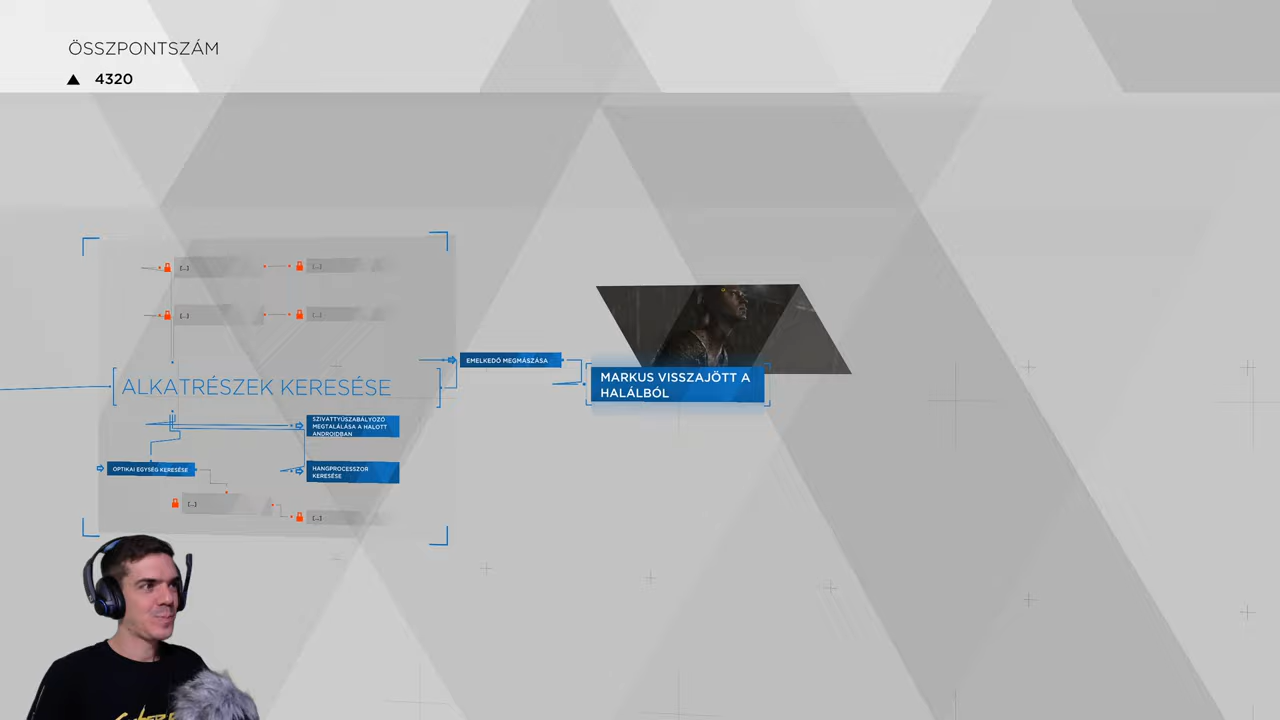 ÖSSZPONTSZÁM
▲ 4320
[...]
[...]
[...]
[...]
EMELKEDŐ MEGMÁSZÁSA
MARKUS VISSZAJÖTT A
HALÁLBÓL
ALKATRÉSZEK KERESÉSE
SZIVATTYÚSZABÁLYOZÓ
MEGTALÁLÁSA A HALOTT
ANDROIDBAN
OPTIKAI EGYSÉG KERESÉSE
HANGPROCESSZOR
KERESÉSE
[...]
[...]